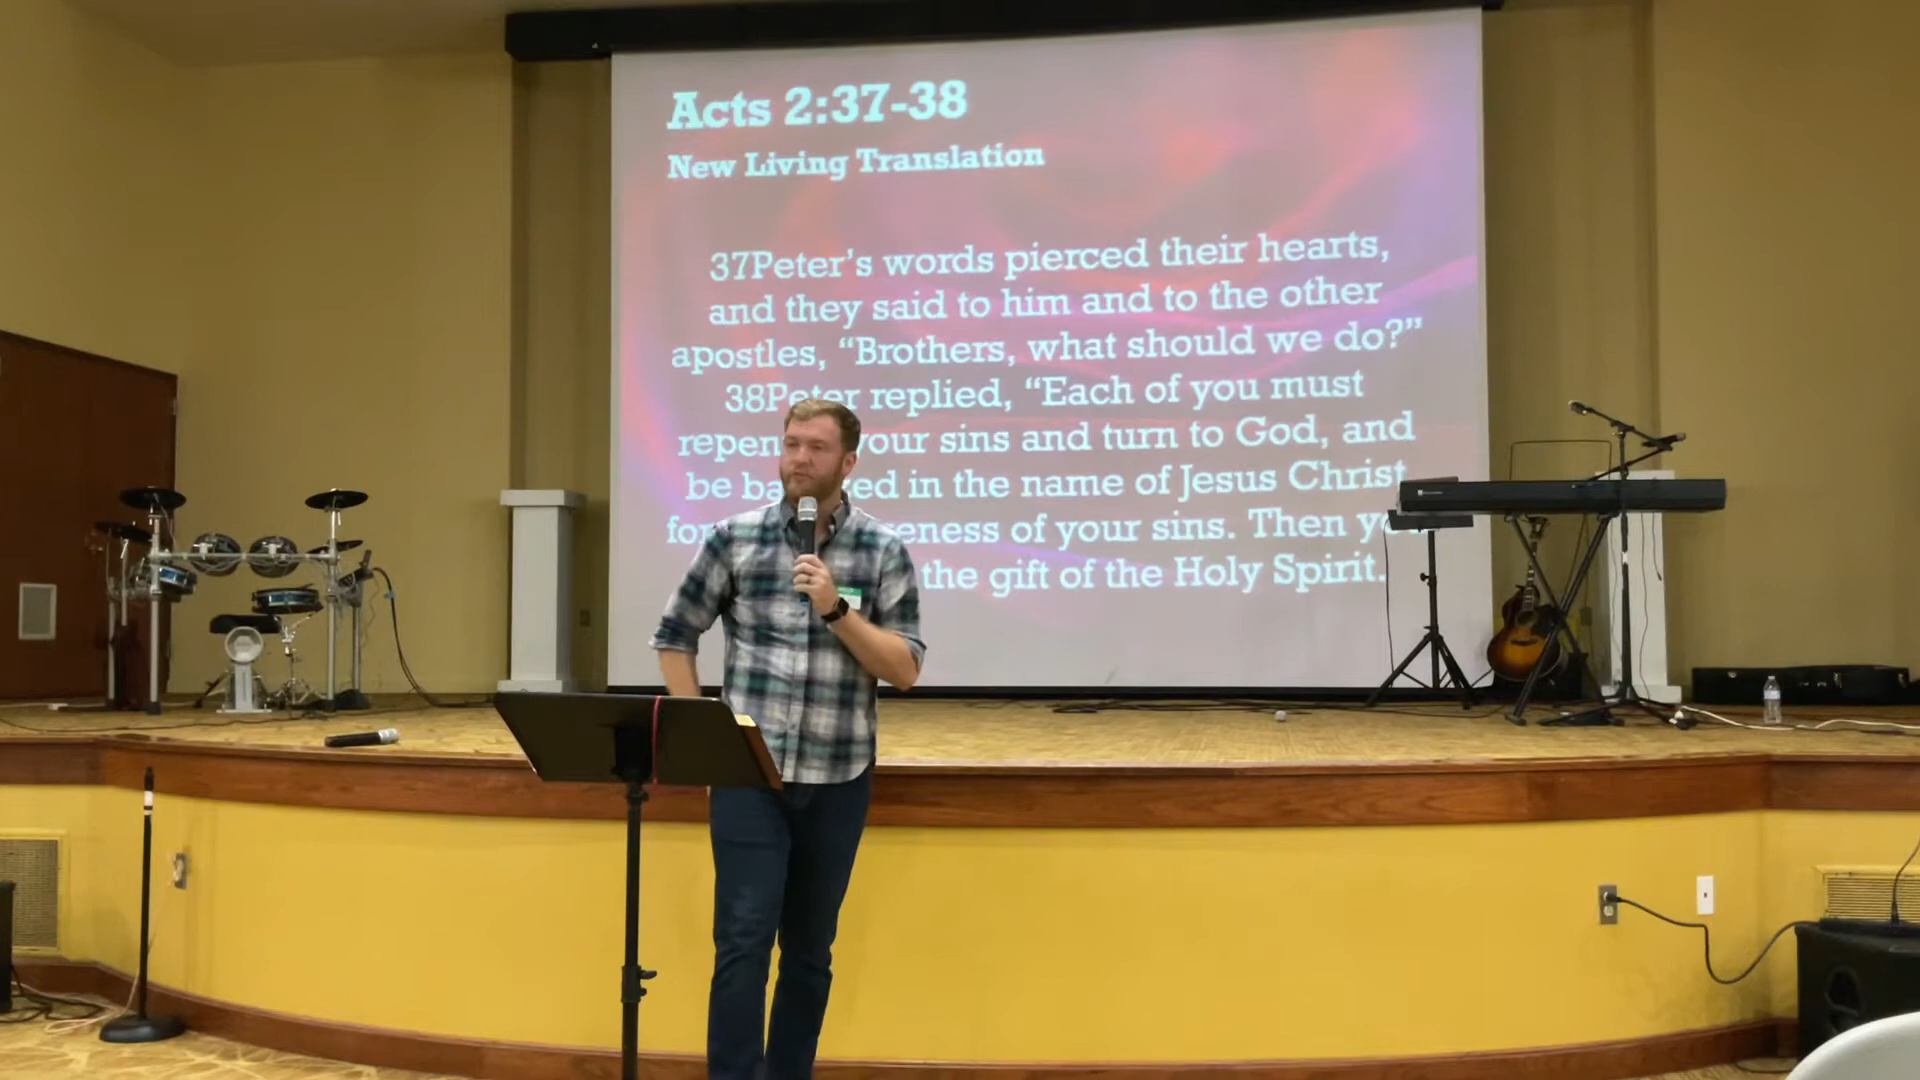 Acts 2:37-38
New Living Translation
37Peter's words pierced their hearts,
and they said to him and to the other
apostles, “Brothers, what should we do?”
38Peter replied, “Each of you must
your sins and turn to God, and
be in the name of Jesus Christ
of your sins. Then
the gift of the Holy Spirit.